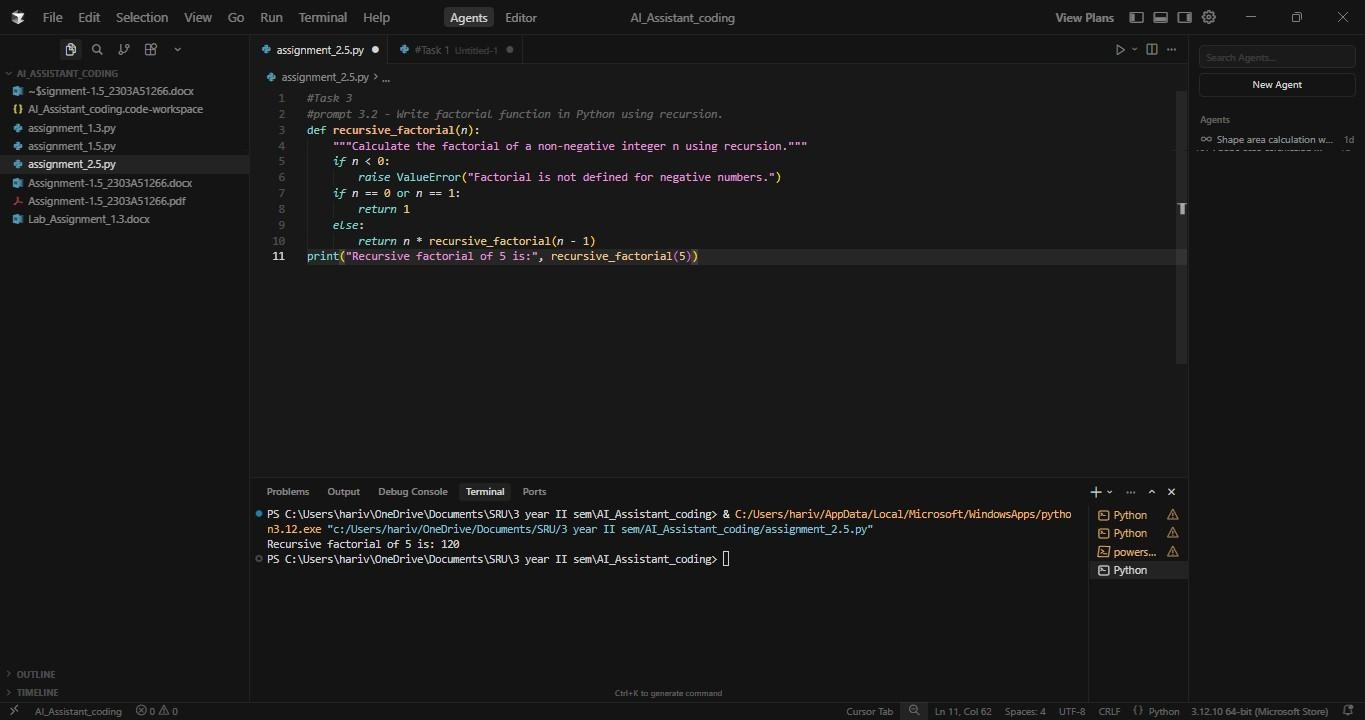 File Edit Selection View Go Run Terminal Help
Agents Editor
AI_Assistant_coding
View Plans
AI_ASSISTANT_CODING
~$signment-1.5_2303A51266.docx
AI_Assistant_coding.code-workspace
assignment_1.3.py
assignment_1.5.py
assignment_2.5.py
Assignment-1.5_2303A51266.docx
Assignment-1.5_2303A51266.pdf
Lab_Assignment_1.3.docx
OUTLINE
TIMELINE
assignment_2.5.py #Task 1 Untitled-1
assignment_2.5.py > ...
1 #Task 3
2 #prompt 3.2 - Write factorial function in Python using recursion.
3 def recursive_factorial(n):
4 """Calculate the factorial of a non-negative integer n using recursion."""
5 if n < 0:
6 raise ValueError("Factorial is not defined for negative numbers.")
7 if n == 0 or n == 1:
8 return 1
9 else:
10 return n * recursive_factorial(n - 1)
11 print("Recursive factorial of 5 is:", recursive_factorial(5))
Problems Output Debug Console Terminal Ports
PS C:\Users\hariv\OneDrive\Documents\SRU\3 year II sem\AI_Assistant_coding> & C:/Users/hariv/AppData/Local/Microsoft/WindowsApps/pytho
n3.12.exe "c:/Users/hariv/OneDrive/Documents/SRU/3 year II sem/AI_Assistant_coding/assignment_2.5.py"
Recursive factorial of 5 is: 120
PS C:\Users\hariv\OneDrive\Documents\SRU\3 year II sem\AI_Assistant_coding>
Ctrl+K to generate command
Python
Python
powers...
Python
Search Agents...
New Agent
Agents
Shape area calculation w... 1d
AI_Assistant_coding 0 0 Cursor Tab Ln 11, Col 62 Spaces: 4 UTF-8 CRLF {} Python 3.12.10 64-bit (Microsoft Store)